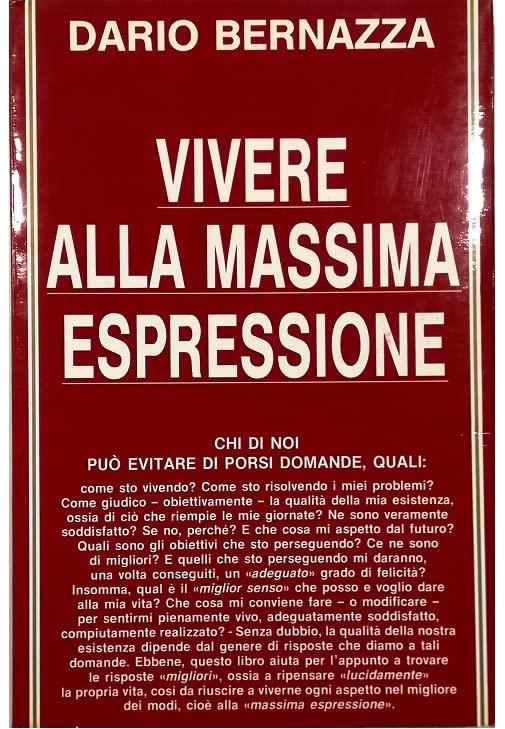 DARIO BERNAZZA
VIVERE
ALLA MASSIMA
ESPRESSIONE
CHI DI NOI
PUÒ EVITARE DI PORSI DOMANDE, QUALI:
come sto vivendo? Come sto risolvendo i miei problemi?
Come giudico – obiettivamente – la qualità della mia esistenza,
ossia di ciò che riempie le mie giornate? Ne sono veramente
soddisfatto? Se no, perché? E che cosa mi aspetto dal futuro?
Quali sono gli obiettivi che sto perseguendo? Ce ne sono
di migliori? E quelli che sto perseguendo mi daranno,
una volta conseguiti, un «adeguato» grado di felicità?
Insomma, qual è il «miglior senso» che posso e voglio dare
alla mia vita? Che cosa mi conviene fare – o modificare –
per sentirmi pienamente vivo, adeguatamente soddisfatto,
compiutamente realizzato? - Senza dubbio, la qualità della nostra
esistenza dipende dal genere di risposte che diamo a tali
domande. Ebbene, questo libro aiuta per l'appunto a trovare
le risposte «migliori», ossia a ripensare «lucidamente»
la propria vita, così da riuscire a viverne ogni aspetto nel migliore
dei modi, cioè alla «massima espressione».